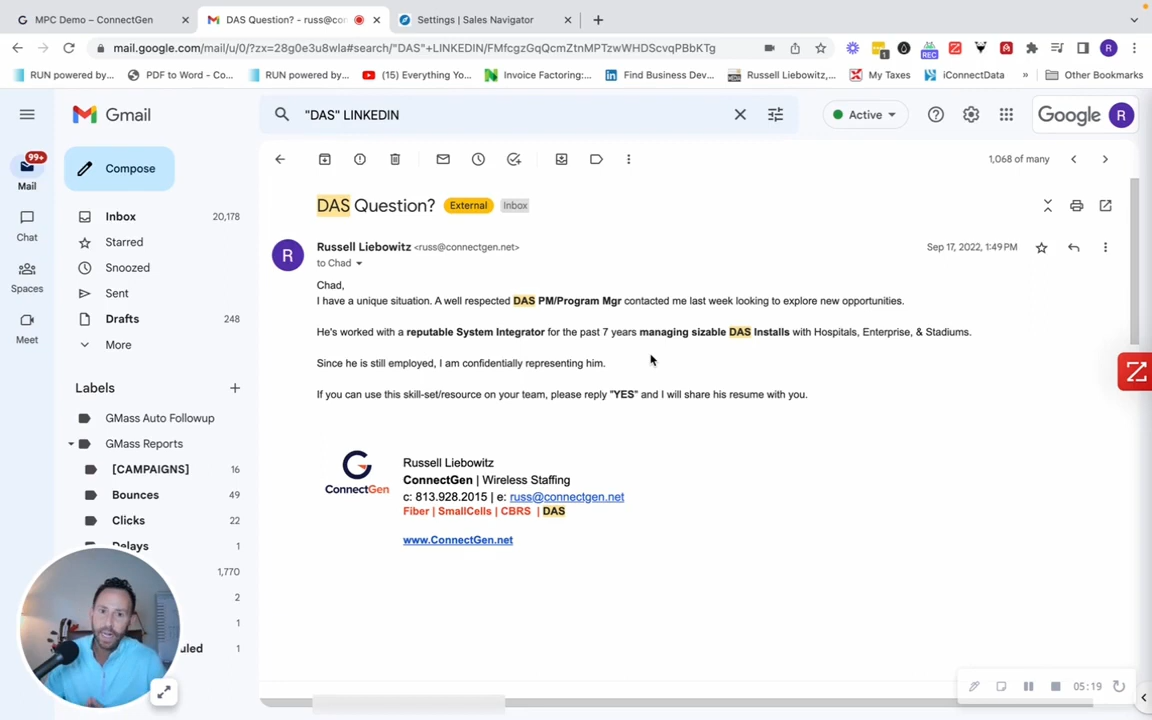 MPC Demo – ConnectGen
DAS Question? - russ@con
Settings | Sales Navigator
mail.google.com/mail/u/0/?zx=28g0e3u8wla#search/"DAS"+LINKEDIN/FMfcgzGqQcmZtnMPTzwWHDScvqPBbKTg
1
REC
R
RUN powered by...
PDF to Word - Co...
RUN powered by...
(15) Everything Yo...
Invoice Factoring:...
Find Business Dev...
Russell Liebowitz,...
My Taxes
iConnectData
»
Other Bookmarks
Gmail
"DAS" LINKEDIN
Active
Google
R
99+
Mail
Chat
Spaces
Meet
Compose
Inbox 20,178
Starred
Snoozed
Sent
Drafts 248
More
Labels
GMass Auto Followup
GMass Reports
[CAMPAIGNS] 16
Bounces 49
Clicks 22
Delays 1
1,770
2
1
uled 1
1,068 of many
DAS Question? External Inbox
R
Russell Liebowitz <russ@connectgen.net>
Sep 17, 2022, 1:49 PM
to Chad
Chad,
I have a unique situation. A well respected DAS PM/Program Mgr contacted me last week looking to explore new opportunities.
He's worked with a reputable System Integrator for the past 7 years managing sizable DAS Installs with Hospitals, Enterprise, & Stadiums.
Since he is still employed, I am confidentially representing him.
If you can use this skill-set/resource on your team, please reply "YES" and I will share his resume with you.
ConnectGen
Russell Liebowitz
ConnectGen | Wireless Staffing
c: 813.928.2015 | e: russ@connectgen.net
Fiber | SmallCells | CBRS | DAS
www.ConnectGen.net
05:19